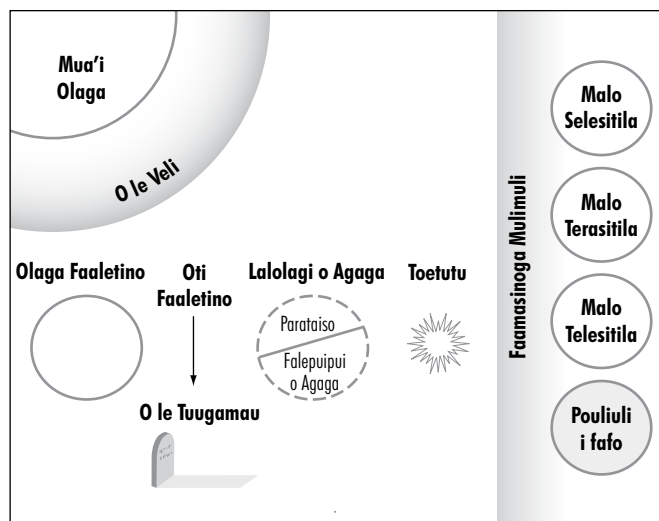 Mua'i
Olaga
O le Veli
Olaga Faaletino
Oti
Faaletino
Lalolagi o Agaga
Parataiso
Falepuipui
o Agaga
Toetutu
O le Tuugamau
Faamasinoga Mulimuli
Malo
Selesitila
Malo
Terasitila
Malo
Telesitila
Pouliuli
i fafo